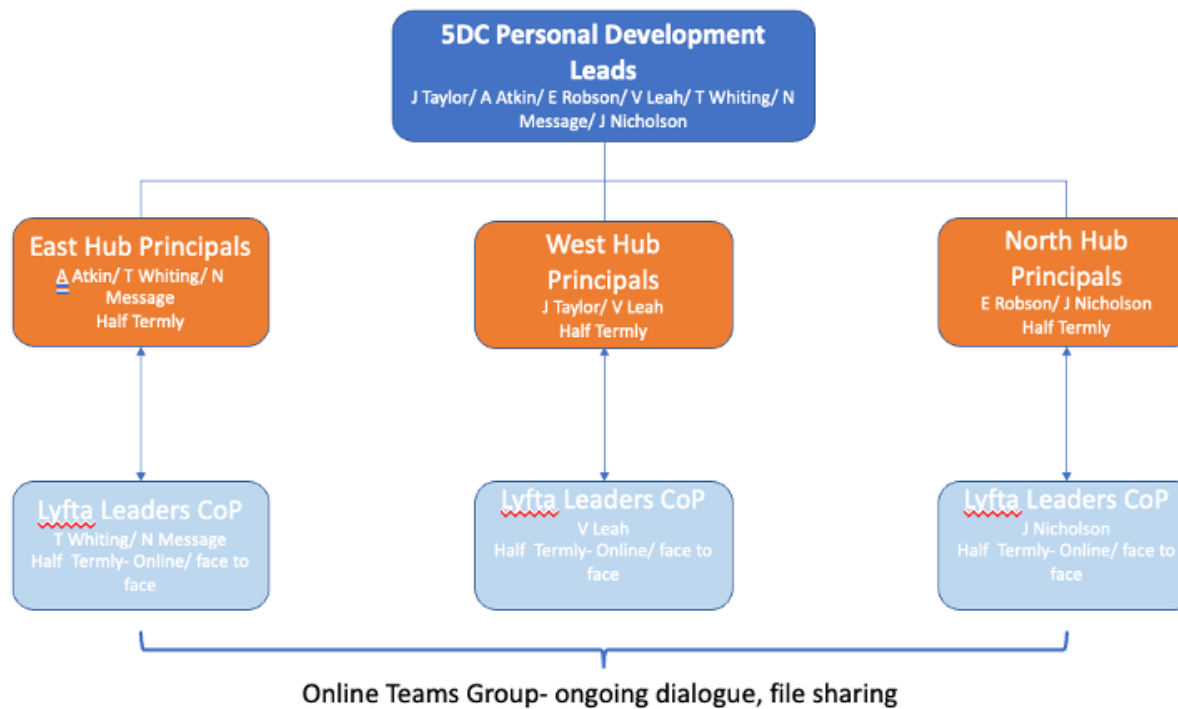 5DC Personal Development
Leads
J Taylor/ A Atkin/ E Robson/ V Leah/ T Whiting/ N
Message/ J Nicholson
East Hub Principals
A Atkin/ T Whiting/ N
Message
Half Termly
West Hub
Principals
J Taylor/ V Leah
Half Termly
North Hub
Principals
E Robson/ J Nicholson
Half Termly
Lyfta Leaders CoP
T Whiting/ N Message
Half  Termly- Online/ face to
face
Lyfta Leaders CoP
V Leah
Half  Termly- Online/ face to
face
Lyfta Leaders CoP
J Nicholson
Half  Termly- Online/ face to
face
Online Teams Group- ongoing dialogue, file sharing